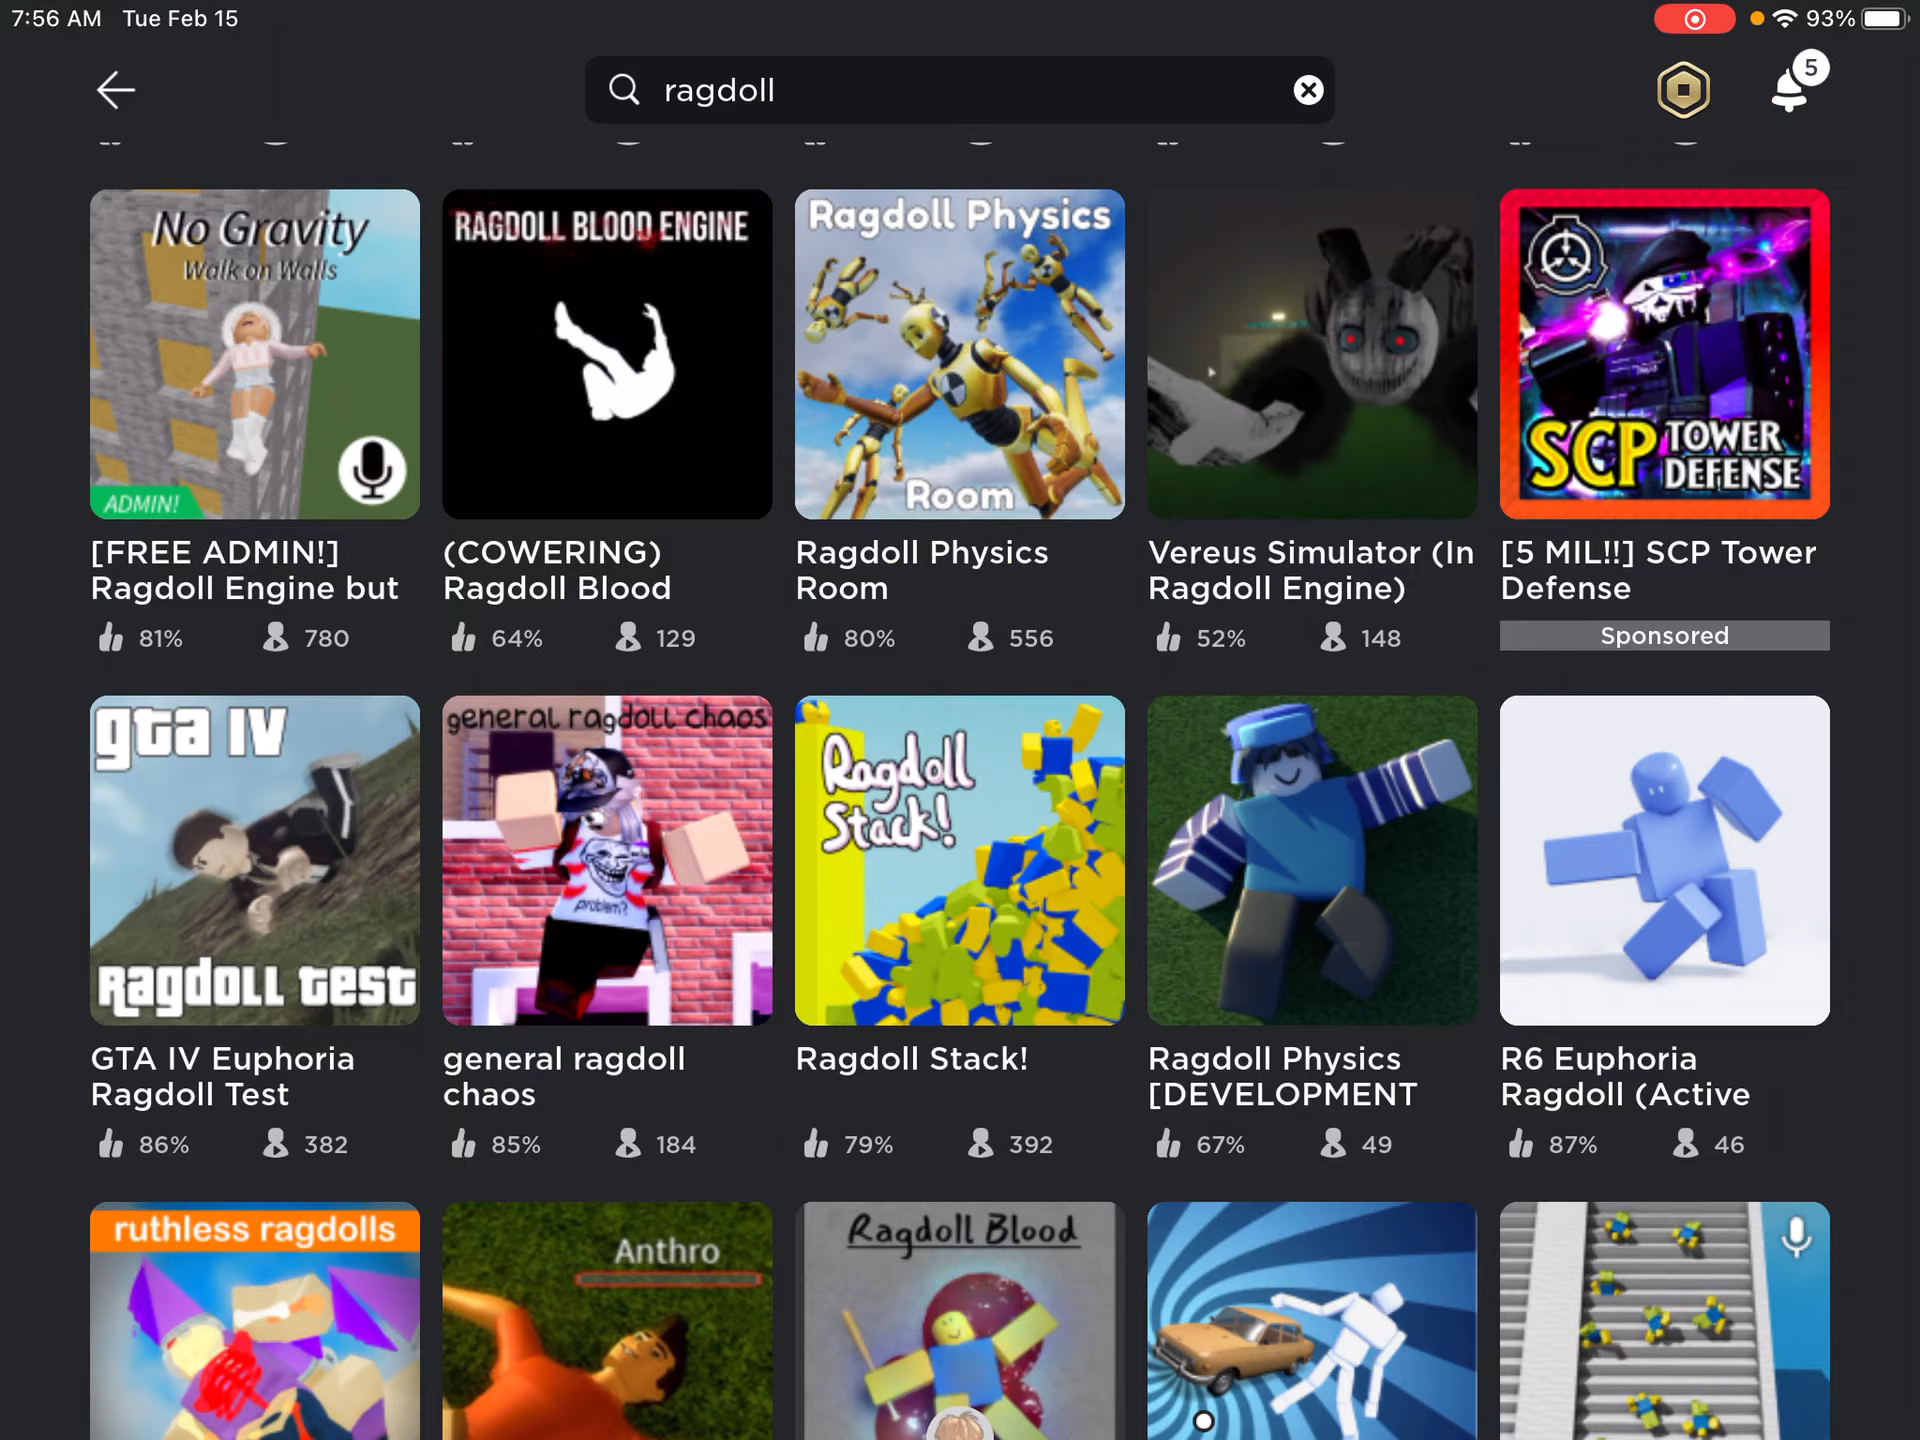 7:56 AM Tue Feb 15
93%
ragdoll
5
No Gravity
Walk on Walls
ADMIN!
RAGDOLL BLOOD ENGINE
Ragdoll Physics
Room
SCP TOWER
DEFENSE
[FREE ADMIN!]
Ragdoll Engine but
81% 780
(COWERING)
Ragdoll Blood
64% 129
Ragdoll Physics
Room
80% 556
Vereus Simulator (In
Ragdoll Engine)
52% 148
[5 MIL!!] SCP Tower
Defense
Sponsored
gta IV
Ragdoll test
general ragdoll chaos
problem?
Ragdoll
Stack!
GTA IV Euphoria
Ragdoll Test
86% 382
general ragdoll
chaos
85% 184
Ragdoll Stack!
79% 392
Ragdoll Physics
[DEVELOPMENT
67% 49
R6 Euphoria
Ragdoll (Active
87% 46
ruthless ragdolls
Anthro
Ragdoll Blood